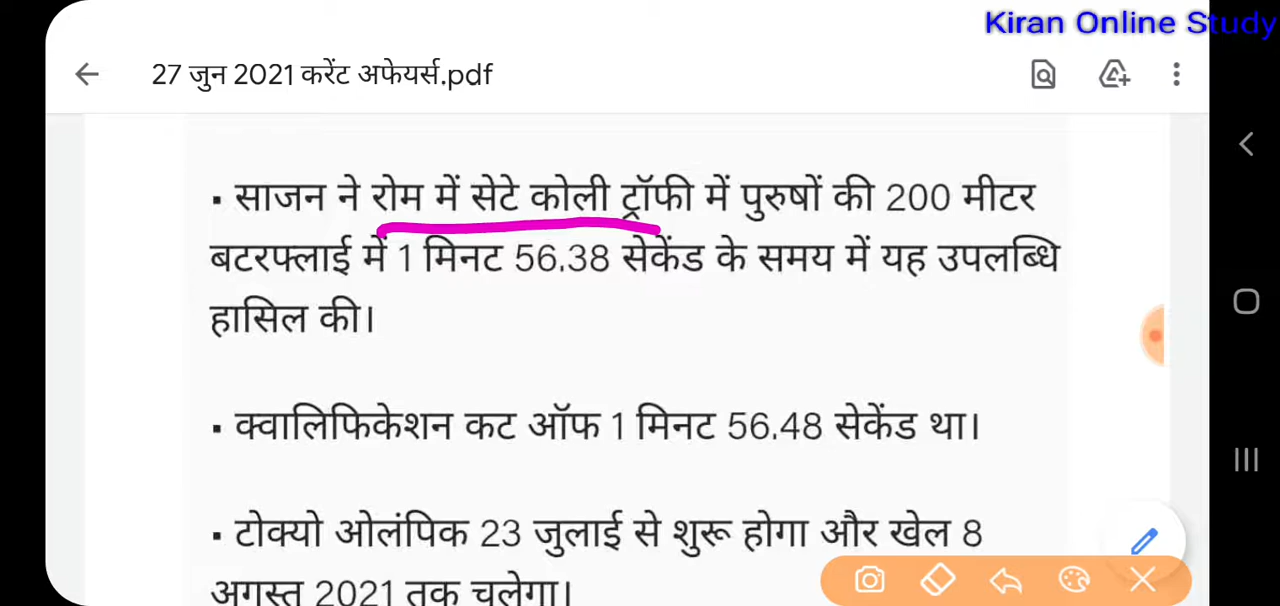 Kiran Online Study
27 जुन 2021 करेंट अफेयर्स.pdf
▪ साजन ने रोम में सेटे कोली ट्रॉफी में पुरुषों की 200 मीटर
बटरफ्लाई में 1 मिनट 56.38 सेकेंड के समय में यह उपलब्धि
हासिल की।
▪ क्वालिफिकेशन कट ऑफ 1 मिनट 56.48 सेकेंड था।
▪ टोक्यो ओलंपिक 23 जुलाई से शुरू होगा और खेल 8
अगस्त 2021 तक चलेगा।